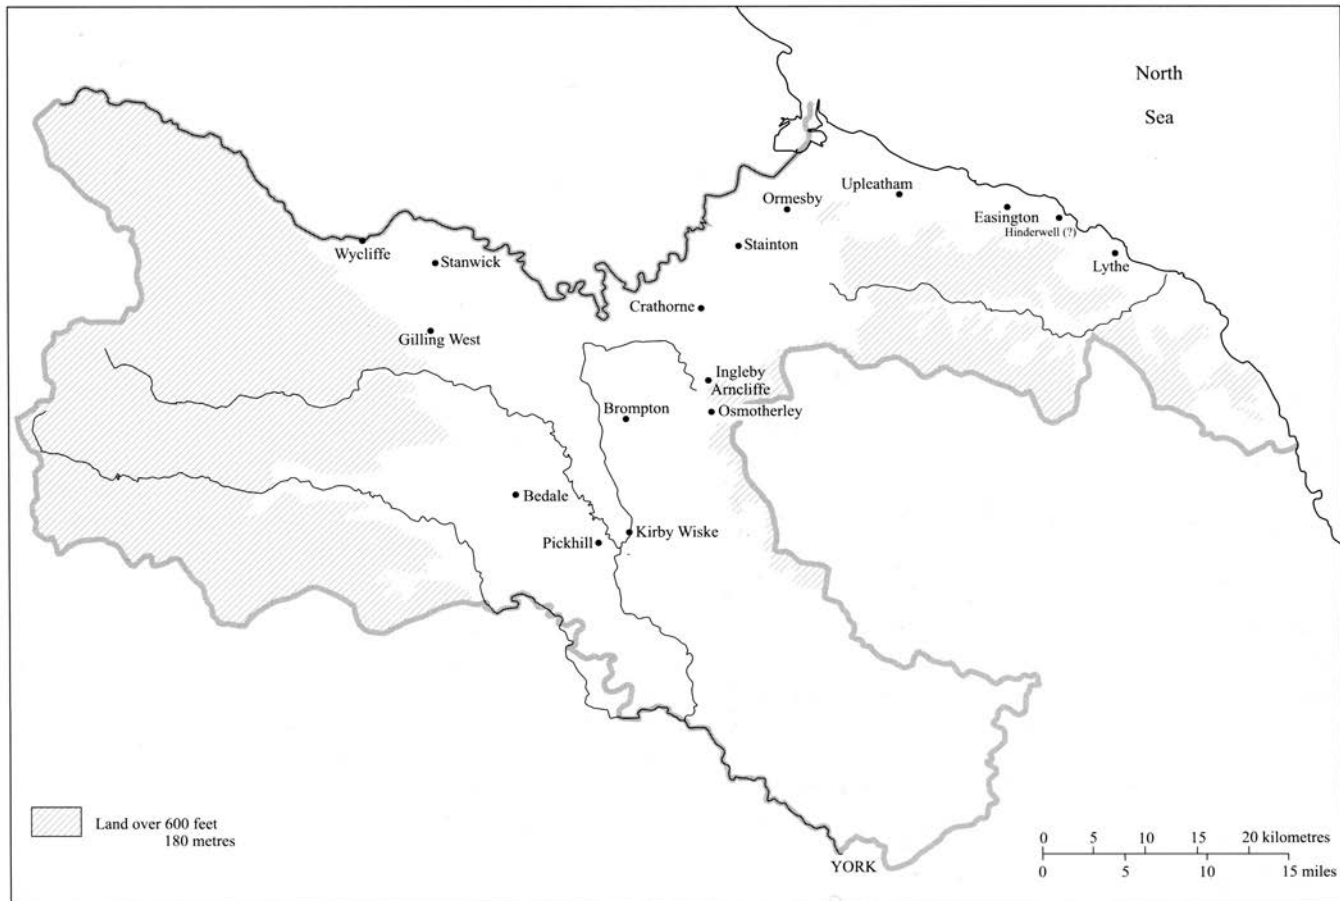 North
Sea
Upleatham
Ormesby
Easington
Hinderwell (?)
Wycliffe
Stanwick
Stainton
Lythe
Crathorne
Gilling West
Ingleby
Arncliffe
Brompton
Osmotherley
Bedale
Pickhill
Kirby Wiske
Land over 600 feet
180 metres
0 5 10 15 20 kilometres
0 5 10 15 miles
YORK